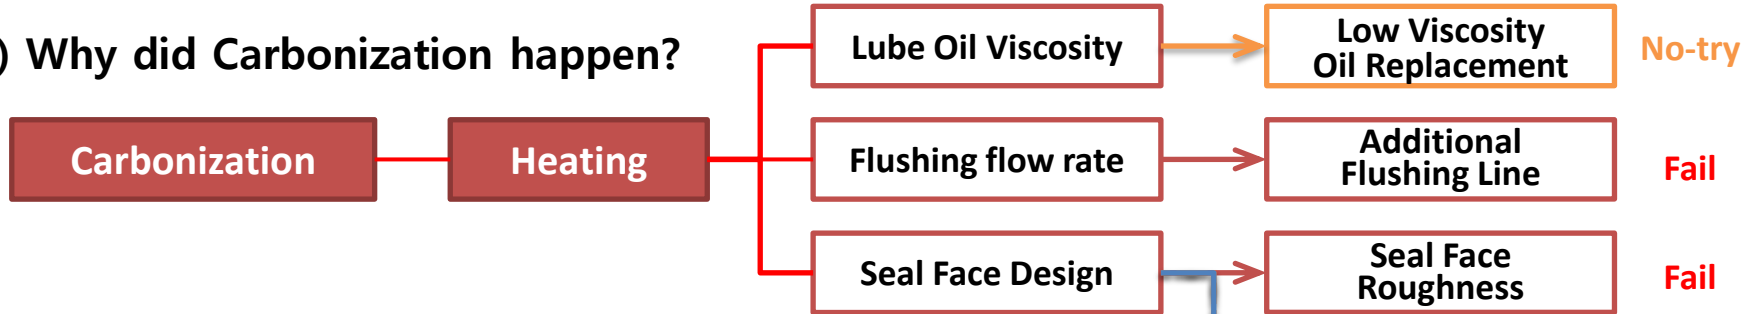 ) Why did Carbonization happen?
Carbonization
Heating
Lube Oil Viscosity
Low Viscosity
Oil Replacement
No-try
Flushing flow rate
Additional
Flushing Line
Fail
Seal Face Design
Seal Face
Roughness
Fail